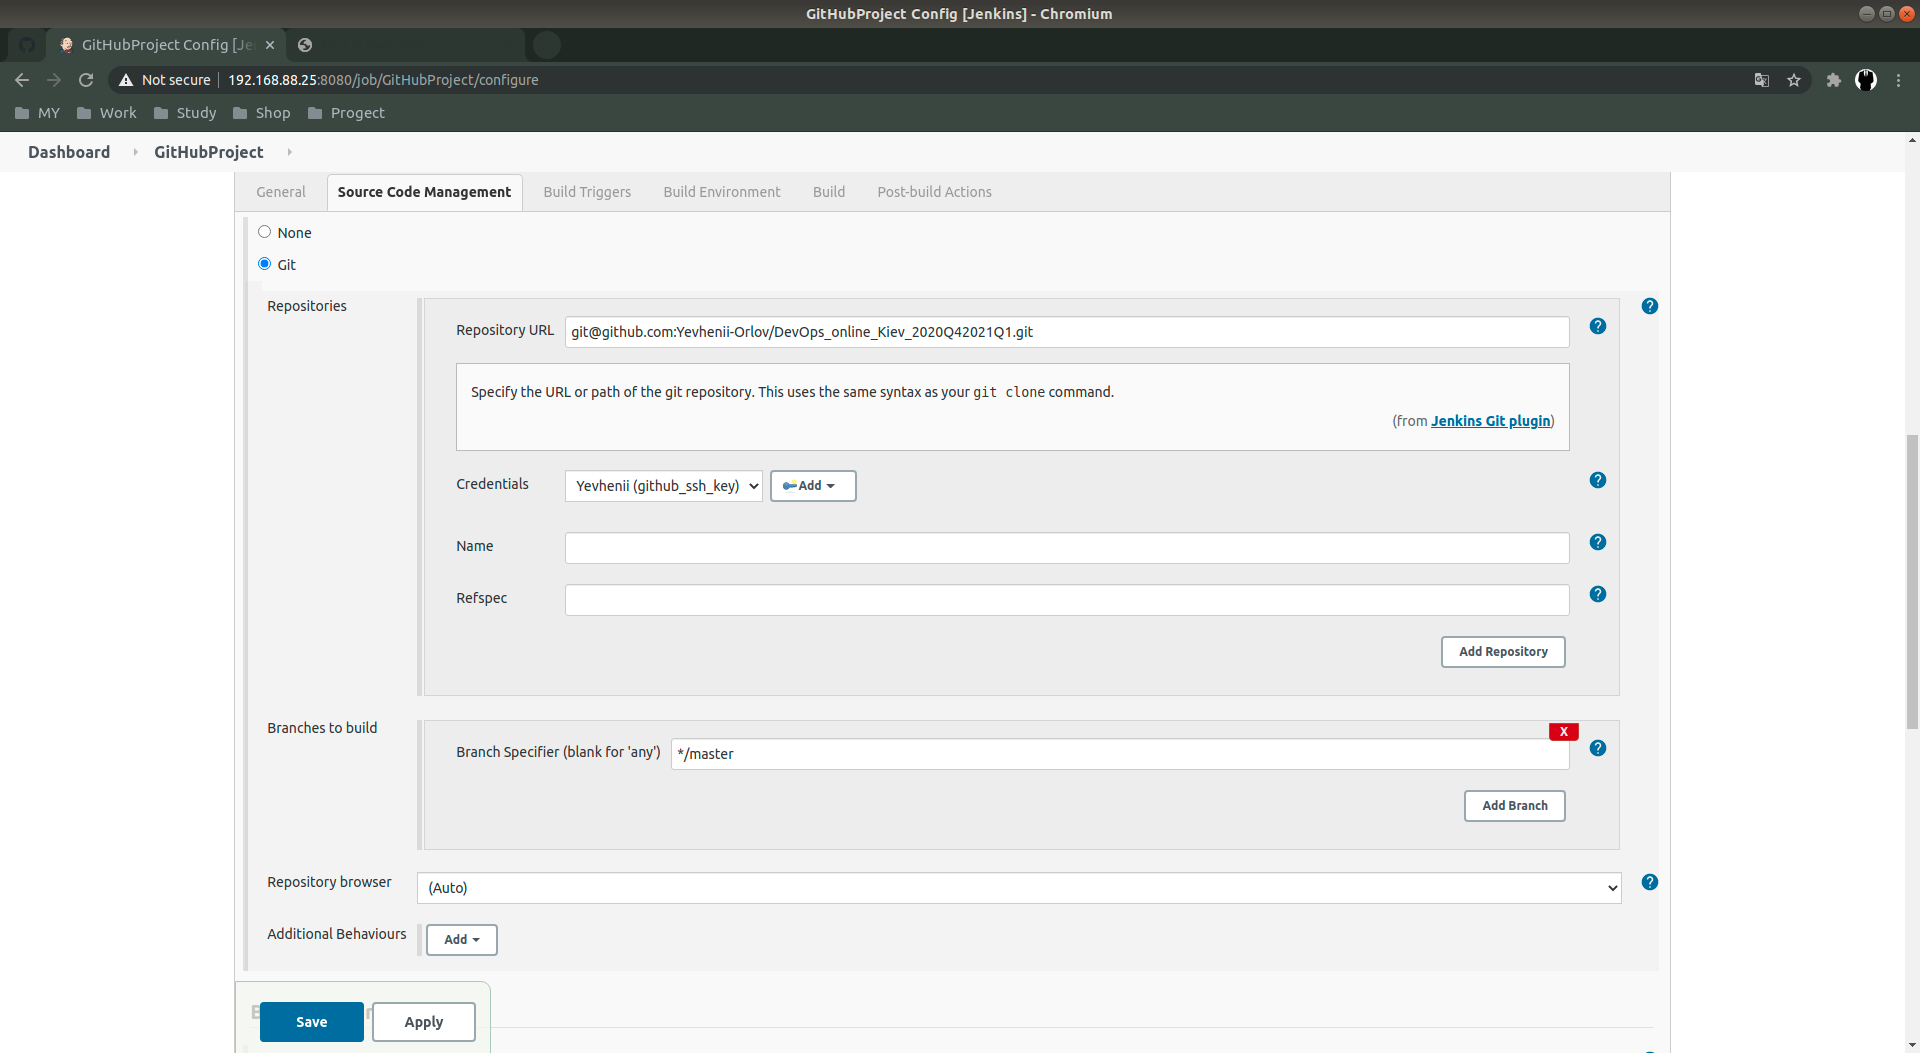 GitHubProject Config [Jenkins] - Chromium
GitHubProject Config [Je
Not secure 192.168.88.25:8080/job/GitHubProject/configure
MY Work Study Shop Progect
Dashboard GitHubProject
General Source Code Management Build Triggers Build Environment Build Post-build Actions
None
Git
Repositories
Repository URL git@github.com:Yevhenii-Orlov/DevOps_online_Kiev_2020Q42021Q1.git
Specify the URL or path of the git repository. This uses the same syntax as your git clone command.
(from Jenkins Git plugin)
Credentials Yevhenii (github_ssh_key) Add
Name
Refspec
Add Repository
Branches to build
X
Branch Specifier (blank for 'any') */master
Add Branch
Repository browser (Auto)
Additional Behaviours Add
Save Apply